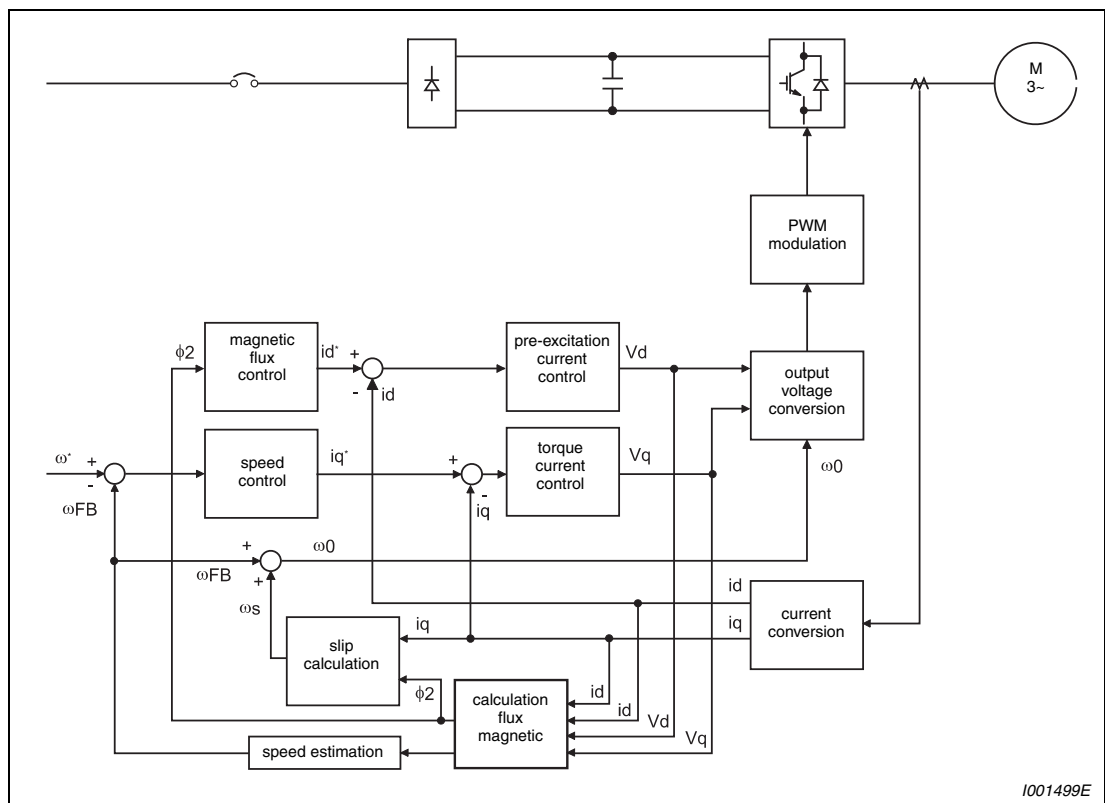 M
3~
PWM
modulation
ϕ2
magnetic
flux
control
id*
+
-
id
pre-excitation
current
control
Vd
output
voltage
conversion
ω*
+
-
ωFB
speed
control
iq*
+
-
iq
torque
current
control
Vq
ω0
ωFB
+
+
ω0
ωs
slip
calculation
iq
ϕ2
id
iq
current
conversion
calculation
flux
magnetic
id
id
Vd
Vq
speed estimation
I001499E